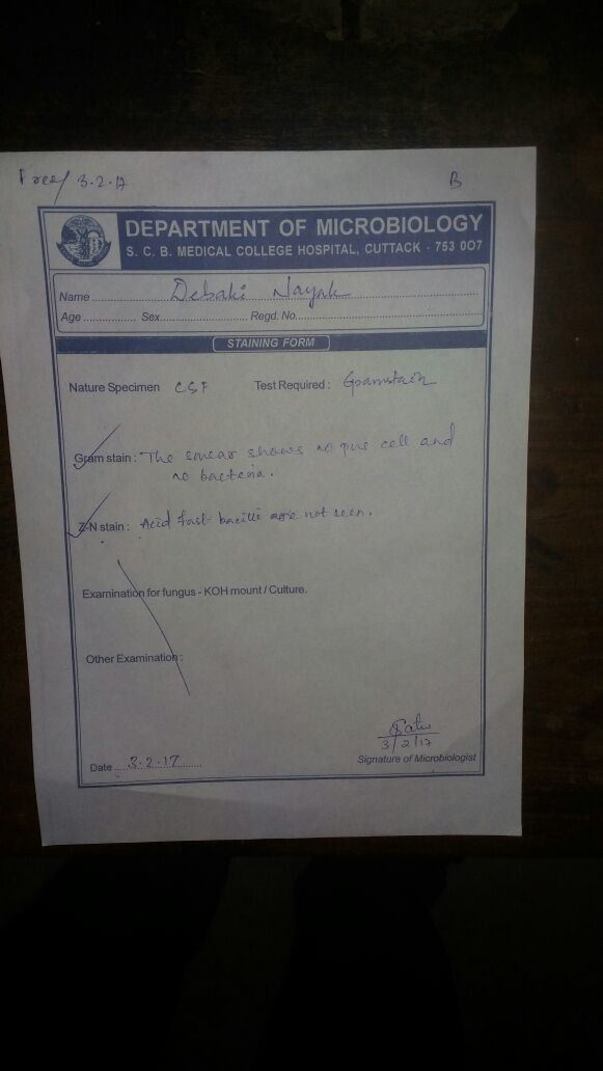 Free/ 3.2.17 B
DEPARTMENT OF MICROBIOLOGY
S. C. B. MEDICAL COLLEGE HOSPITAL, CUTTACK - 753 007
Name Debaki Nayak
Age Sex Regd. No.
STAINING FORM
Nature Specimen CSF Test Required : Gramstain
Gram stain : The smear shows no pus cell and
no bacteria.
Z-N stain : Acid fast bacilli are not seen.
Examination for fungus - KOH mount / Culture.
Other Examination :
3/2/17
Date 3.2.17 Signature of Microbiologist